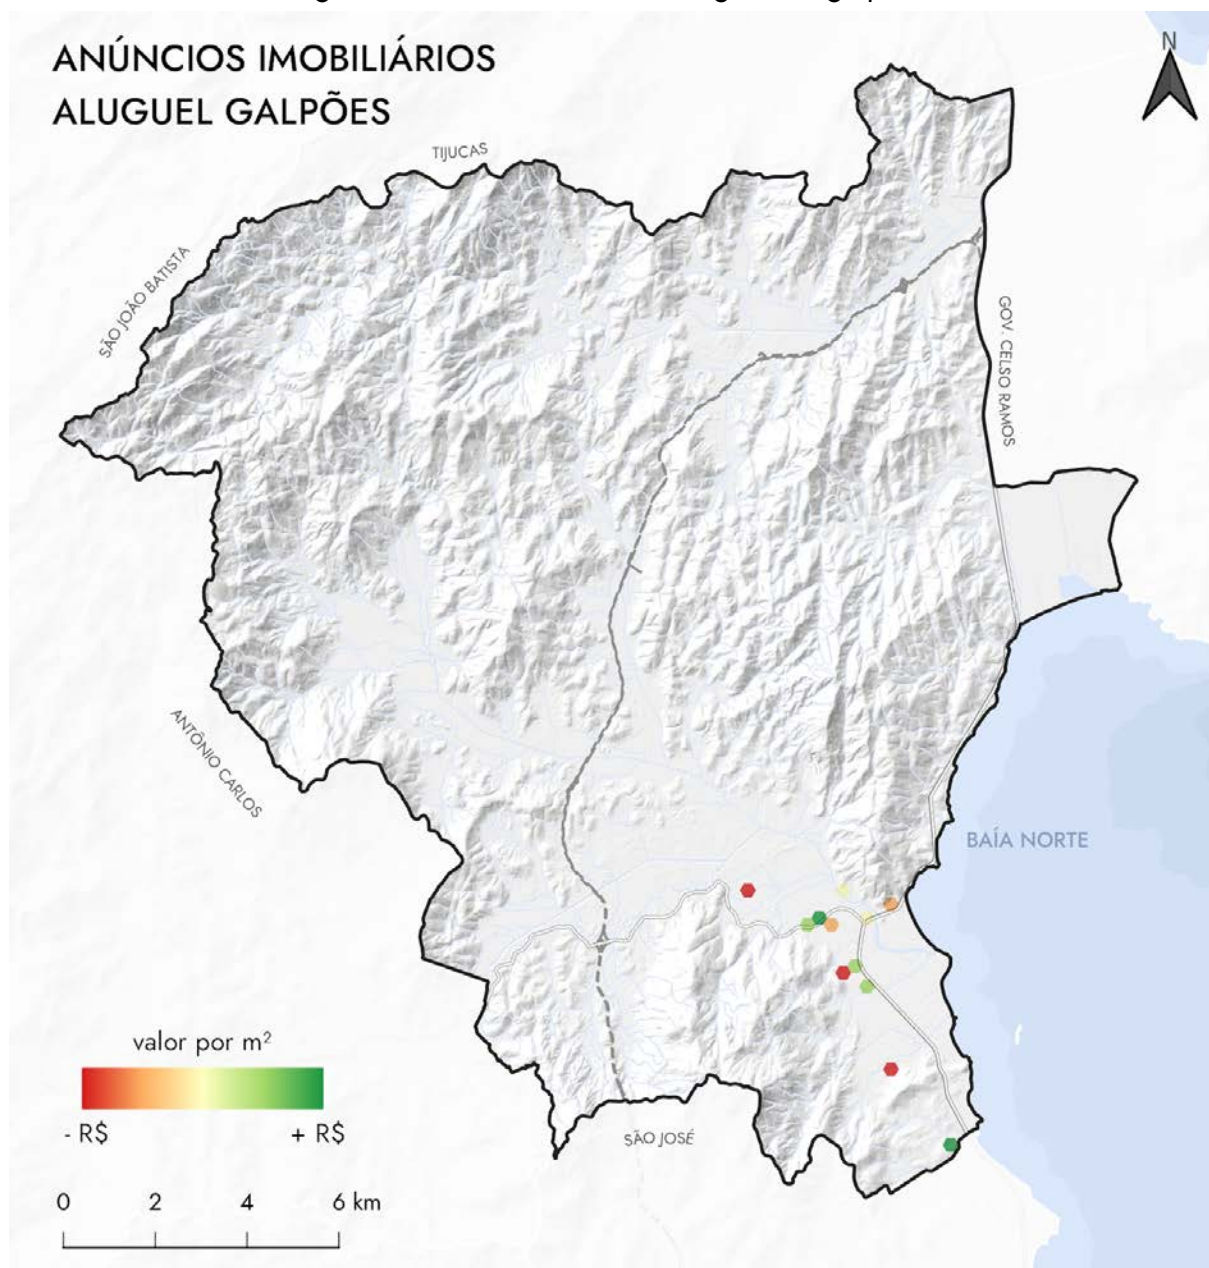 ANÚNCIOS IMOBILIÁRIOS
ALUGUEL GALPÕES
N
TIJUCAS
SÃO JOÃO BATISTA
GOV. CELSO RAMOS
ANTÔNIO CARLOS
BAÍA NORTE
SÃO JOSÉ
valor por m²
- R$ + R$
0 2 4 6 km